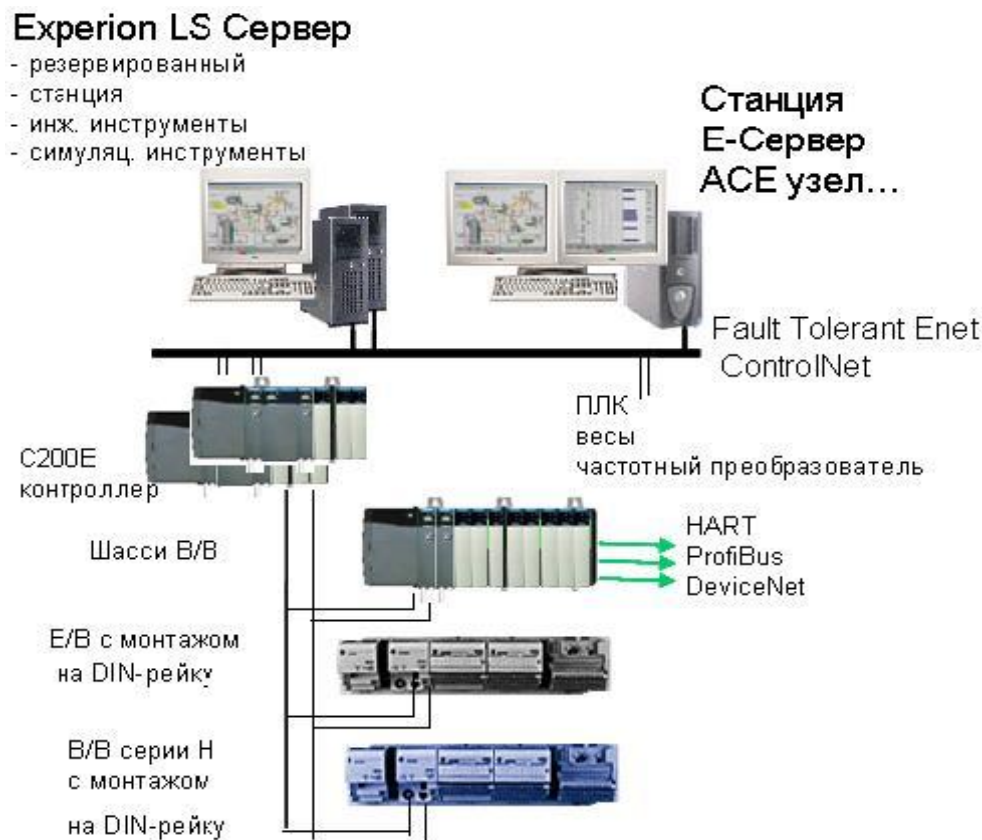 Experion LS Сервер
- резервированный
- станция
- инж. инструменты
- симуляц. инструменты
Станция
E-Сервер
ACE узел...
Fault Tolerant Enet
ControlNet
ПЛК
весы
частотный преобразователь
C200E
контроллер
Шасси В/В
HART
ProfiBus
DeviceNet
Е/В с монтажом
на DIN-рейку
В/В серии Н
с монтажом
на DIN-рейку